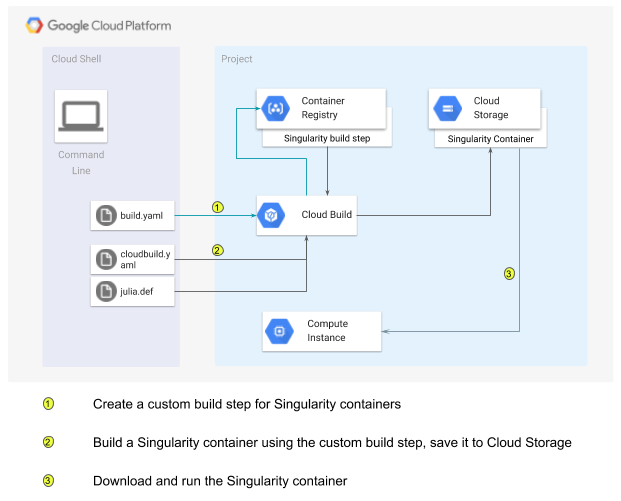 Google Cloud Platform
Cloud Shell
Project
Command
Line
Container
Registry
Singularity build step
Cloud
Storage
Singularity Container
build.yaml
1
Cloud Build
cloudbuild.y
aml
2
julia.def
3
Compute
Instance
1 Create a custom build step for Singularity containers
2 Build a Singularity container using the custom build step, save it to Cloud Storage
3 Download and run the Singularity container